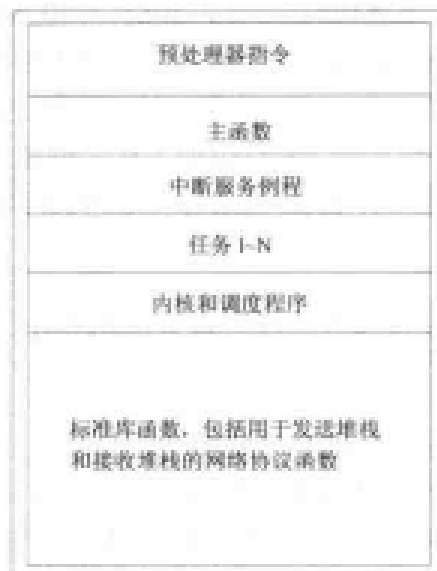 预处理器指令
主函数
中断服务例程
任务 1~N
内核和调度程序
标准库函数，包括用于发送堆栈
和接收堆栈的网络协议函数